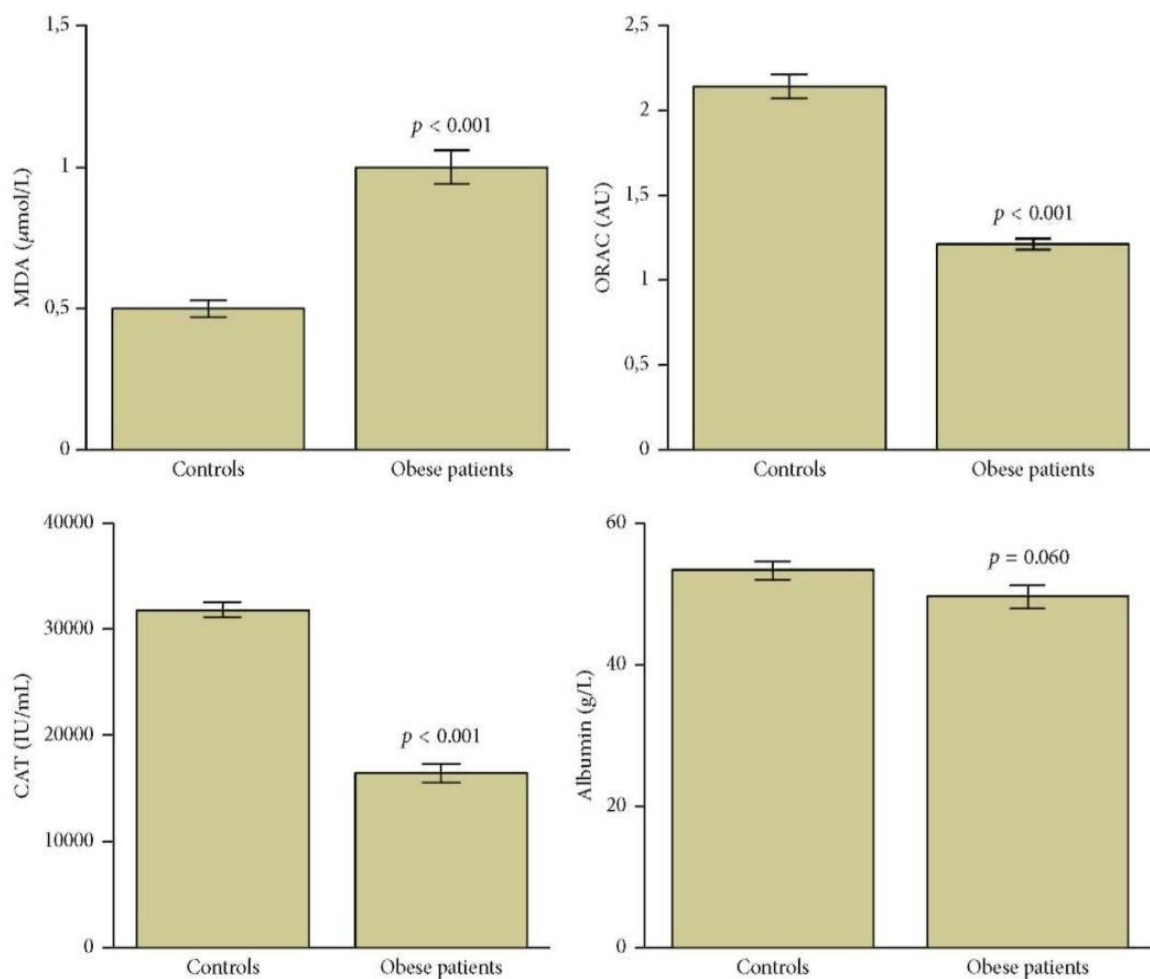 1,5
1
0,5
0
MDA (μmol/L)
p < 0.001
Controls
Obese patients
2,5
2
1,5
1
0,5
0
ORAC (AU)
p < 0.001
Controls
Obese patients
40000
30000
20000
10000
0
CAT (IU/mL)
p < 0.001
Controls
Obese patients
60
40
20
0
Albumin (g/L)
p = 0.060
Controls
Obese patients